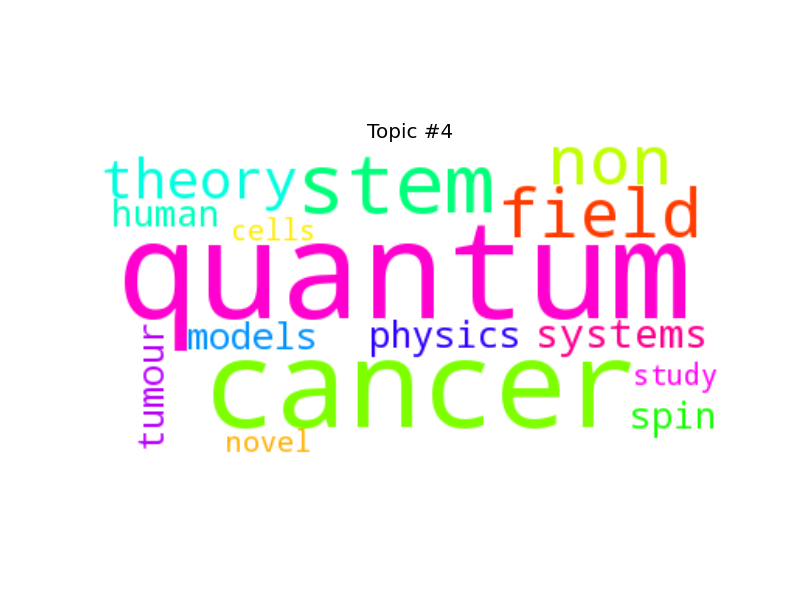 Topic #4
non
theory stem
field
human
cells
quantum
models physics systems
tumour
cancer
study
spin
novel